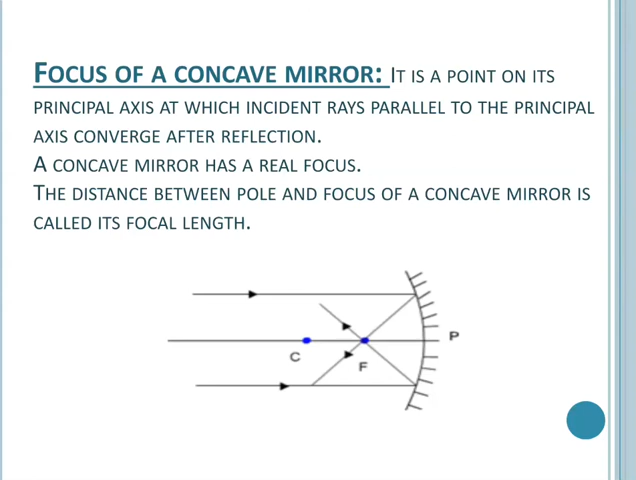 FOCUS OF A CONCAVE MIRROR: IT IS A POINT ON ITS
PRINCIPAL AXIS AT WHICH INCIDENT RAYS PARALLEL TO THE PRINCIPAL
AXIS CONVERGE AFTER REFLECTION.
A CONCAVE MIRROR HAS A REAL FOCUS.
THE DISTANCE BETWEEN POLE AND FOCUS OF A CONCAVE MIRROR IS
CALLED ITS FOCAL LENGTH.
P
C
F